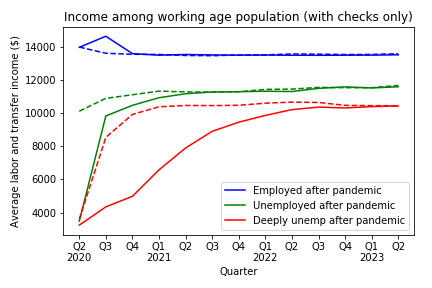 Income among working age population (with checks only)
Average labor and transfer income ($)
14000
12000
10000
8000
6000
4000
Employed after pandemic
Unemployed after pandemic
Deeply unemp after pandemic
Q2 Q3 Q4 Q1 Q2 Q3 Q4 Q1 Q2 Q3 Q4 Q1 Q2
2020 2021 2022 2023
Quarter